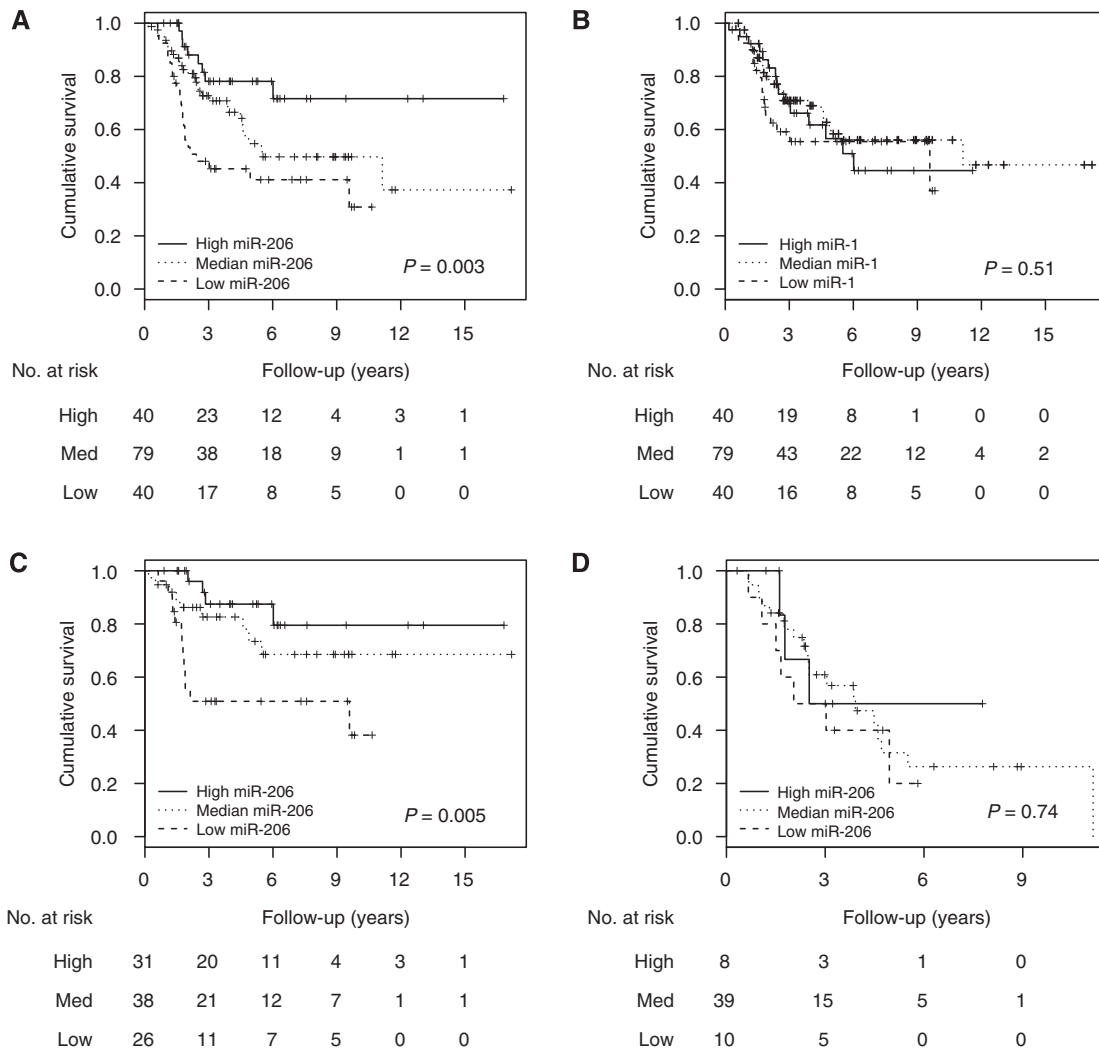 A
Cumulative survival
1.0
0.8
0.6
0.4
0.2
0.0
High miR-206
Median miR-206
Low miR-206
P = 0.003
0 3 6 9 12 15
No. at risk Follow-up (years)
High 40 23 12 4 3 1
Med 79 38 18 9 1 1
Low 40 17 8 5 0 0
B
Cumulative survival
1.0
0.8
0.6
0.4
0.2
0.0
High miR-1
Median miR-1
Low miR-1
P = 0.51
0 3 6 9 12 15
No. at risk Follow-up (years)
High 40 19 8 1 0 0
Med 79 43 22 12 4 2
Low 40 16 8 5 0 0
C
Cumulative survival
1.0
0.8
0.6
0.4
0.2
0.0
High miR-206
Median miR-206
Low miR-206
P = 0.005
0 3 6 9 12 15
No. at risk Follow-up (years)
High 31 20 11 4 3 1
Med 38 21 12 7 1 1
Low 26 11 7 5 0 0
D
Cumulative survival
1.0
0.8
0.6
0.4
0.2
0.0
High miR-206
Median miR-206
Low miR-206
P = 0.74
0 3 6 9
No. at risk Follow-up (years)
High 8 3 1 0
Med 39 15 5 1
Low 10 5 0 0